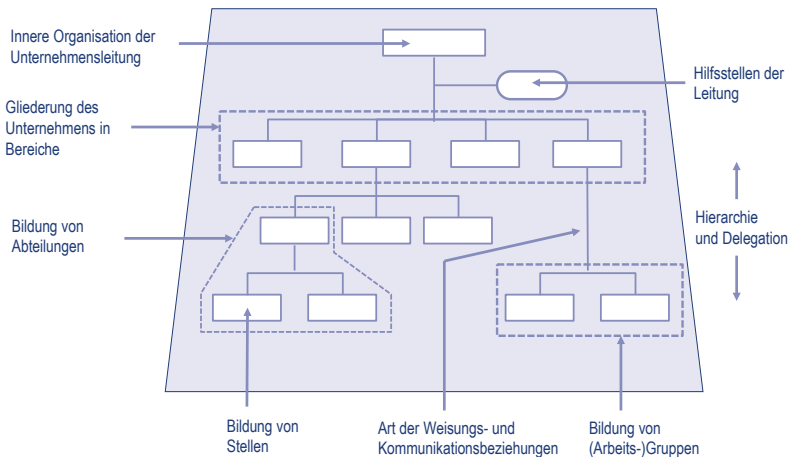 Innere Organisation der
Unternehmensleitung
Hilfsstellen der
Leitung
Gliederung des
Unternehmens in
Bereiche
Bildung von
Abteilungen
Hierarchie
und Delegation
Bildung von
Stellen
Art der Weisungs- und
Kommunikationsbeziehungen
Bildung von
(Arbeits-)Gruppen